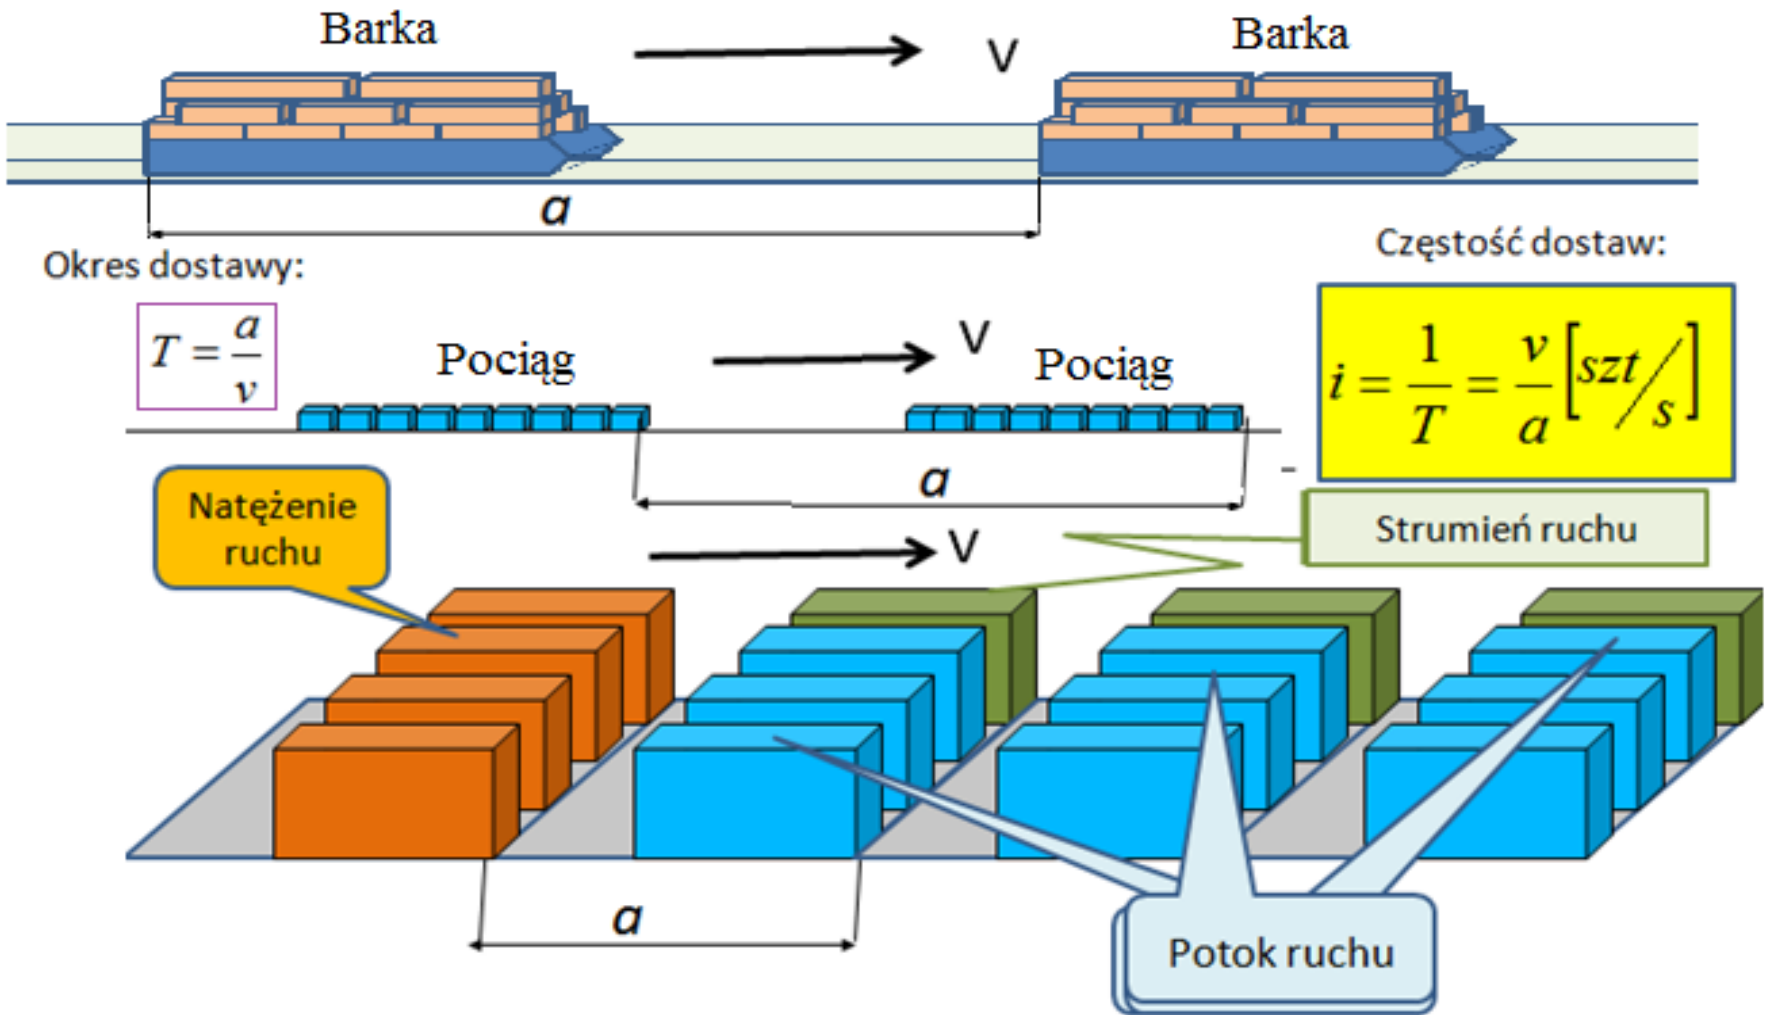 Barka
V
Barka
a
Okres dostawy:
Częstość dostaw:
T = a/v
Pociąg
V
Pociąg
i = 1/T = v/a [szt/s]
a
Natężenie
ruchu
Strumień ruchu
V
a
Potok ruchu